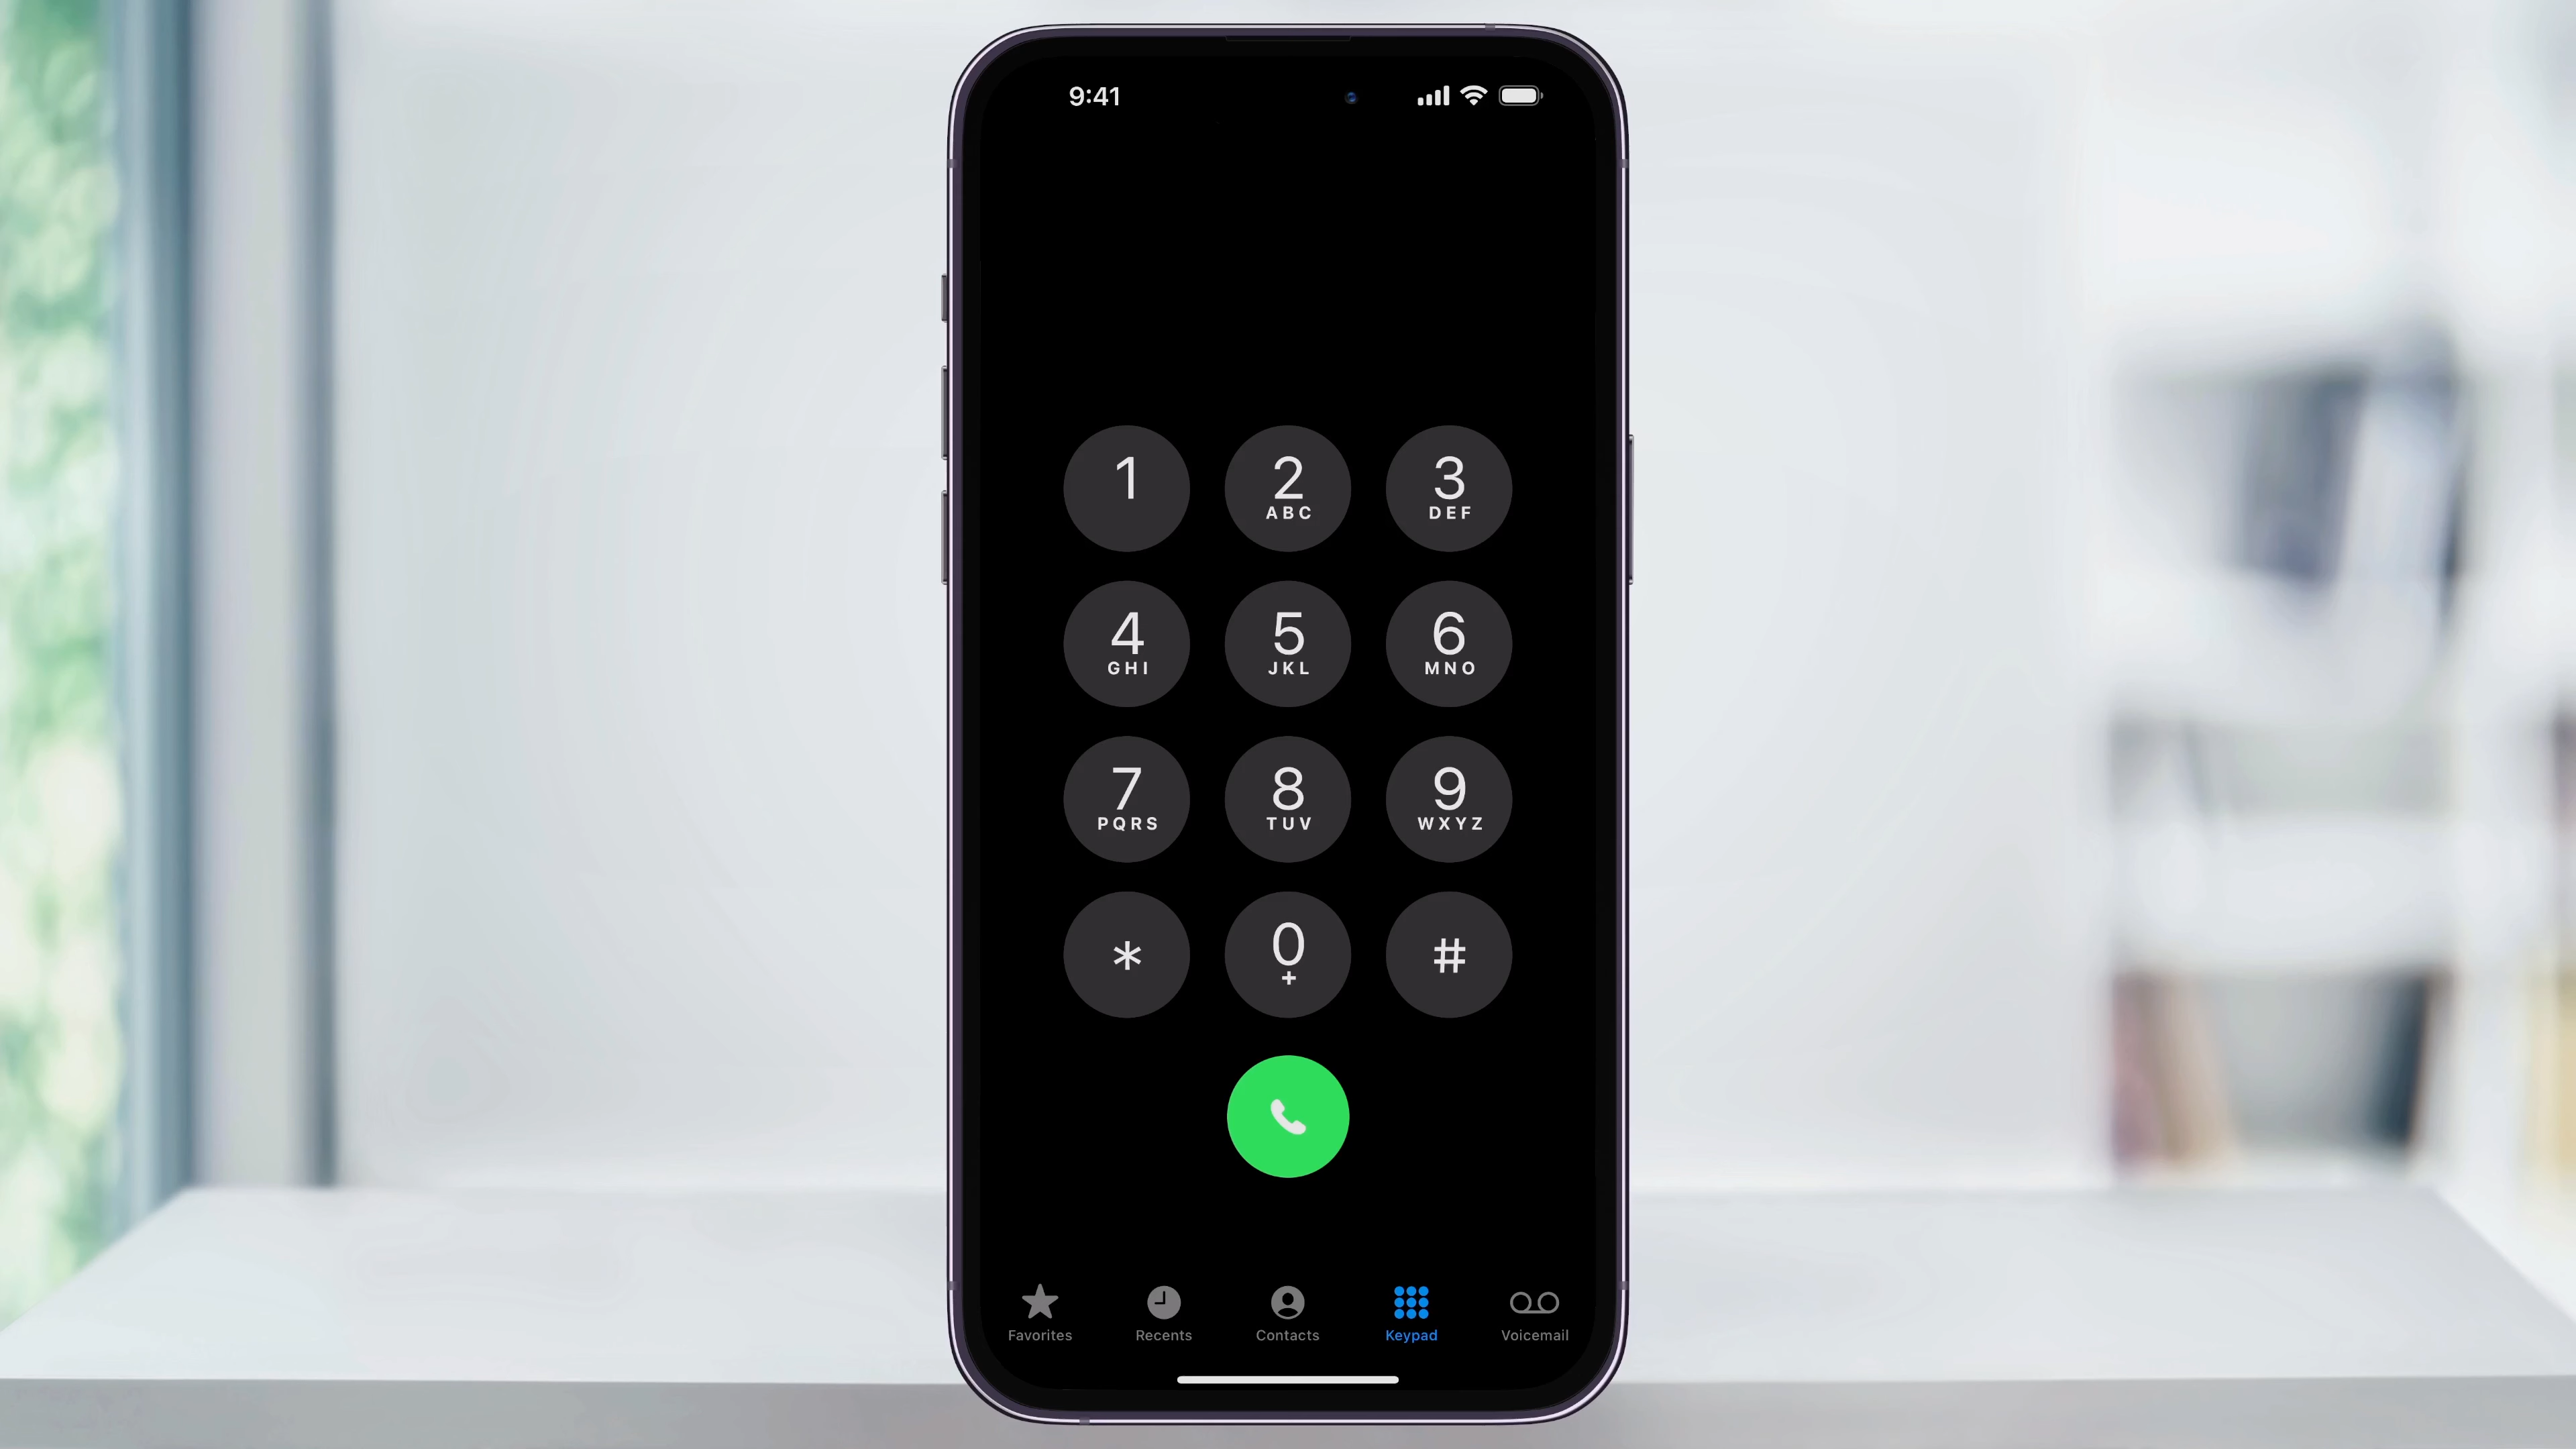 9:41
1 2 3
ABC DEF
4 5 6
GHI JKL MNO
7 8 9
PQRS TUV WXYZ
* 0 #
+
Favorites Recents Contacts Keypad Voicemail